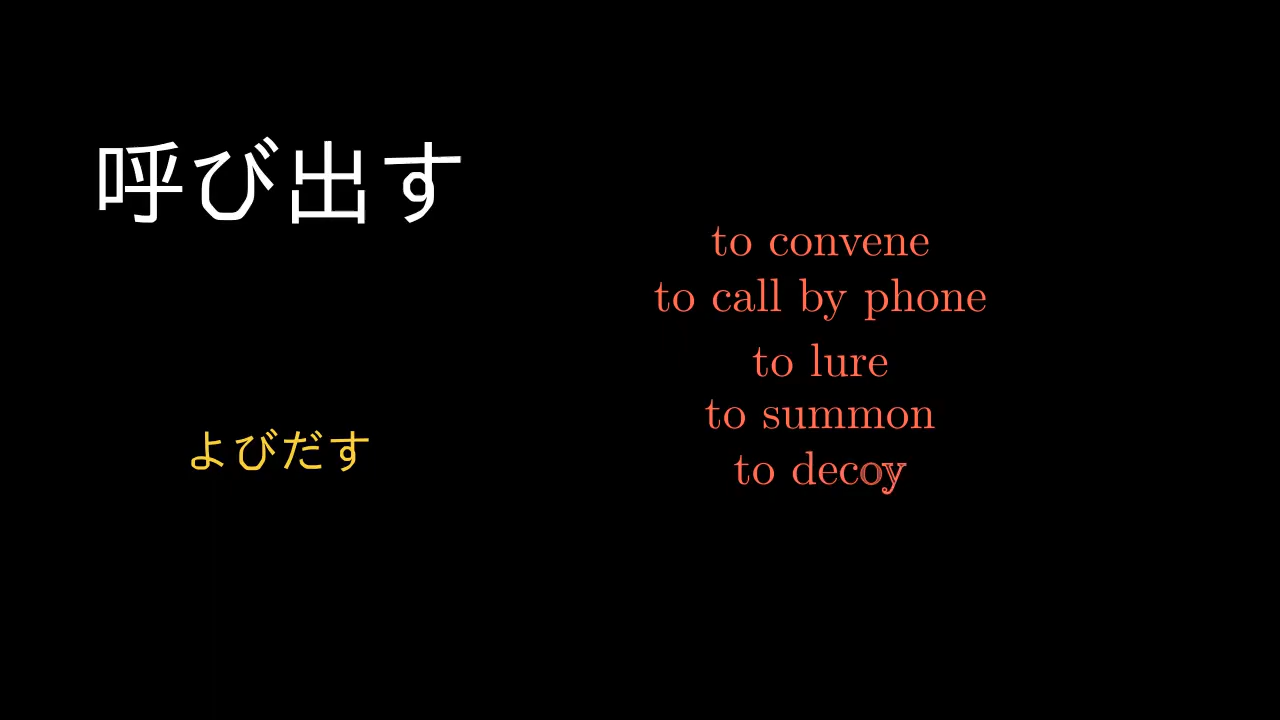 呼び出す
to convene
to call by phone
to lure
to summon
to decoy
よびだす